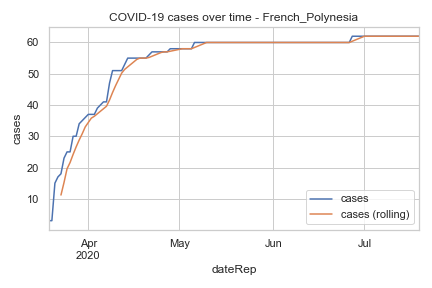 COVID-19 cases over time - French_Polynesia
60
50
40
30
20
10
cases
Apr
2020
May
Jun
Jul
dateRep
cases
cases (rolling)